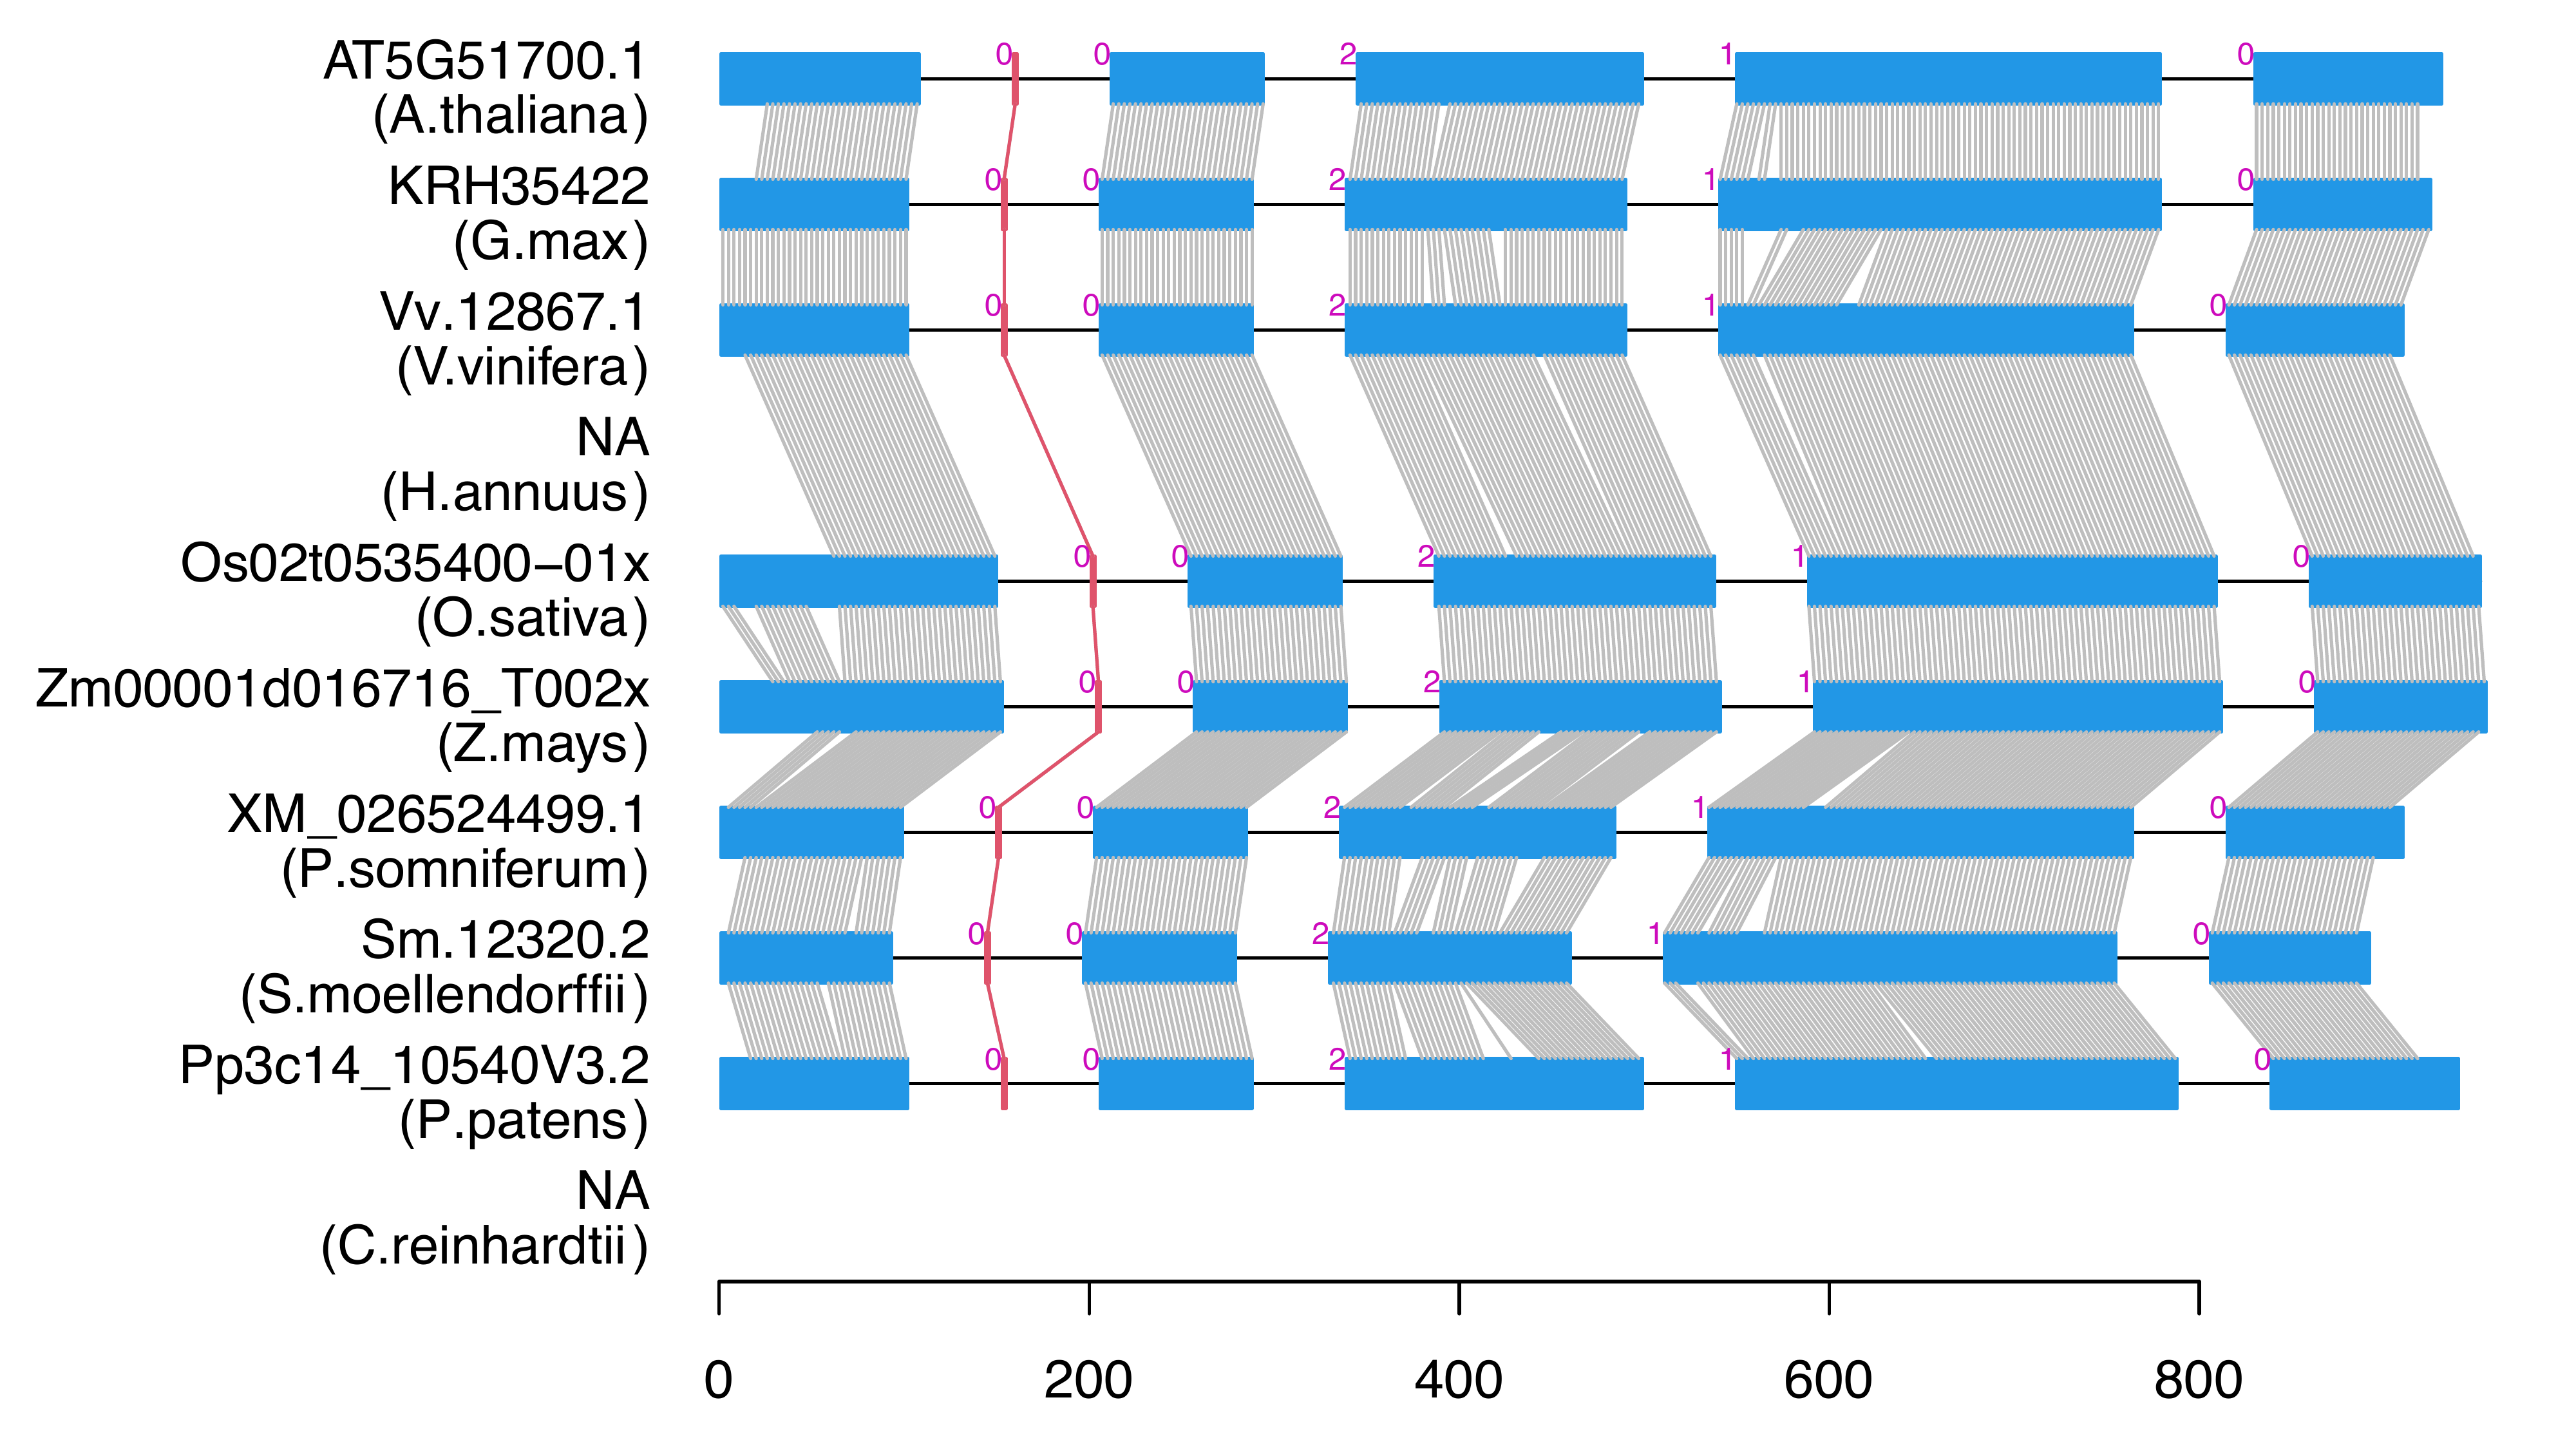 AT5G51700.1
(A.thaliana)
0 0 2 1 0
KRH35422
(G.max)
0 0 2 1 0
Vv.12867.1
(V.vinifera)
0 0 2 1 0
NA
(H.annuus)
Os02t0535400−01x
(O.sativa)
0 0 2 1 0
Zm00001d016716_T002x
(Z.mays)
0 0 2 1 0
XM_026524499.1
(P.somniferum)
0 0 2 1 0
Sm.12320.2
(S.moellendorffii)
0 0 2 1 0
Pp3c14_10540V3.2
(P.patens)
0 0 2 1 0
NA
(C.reinhardtii)
0 200 400 600 800